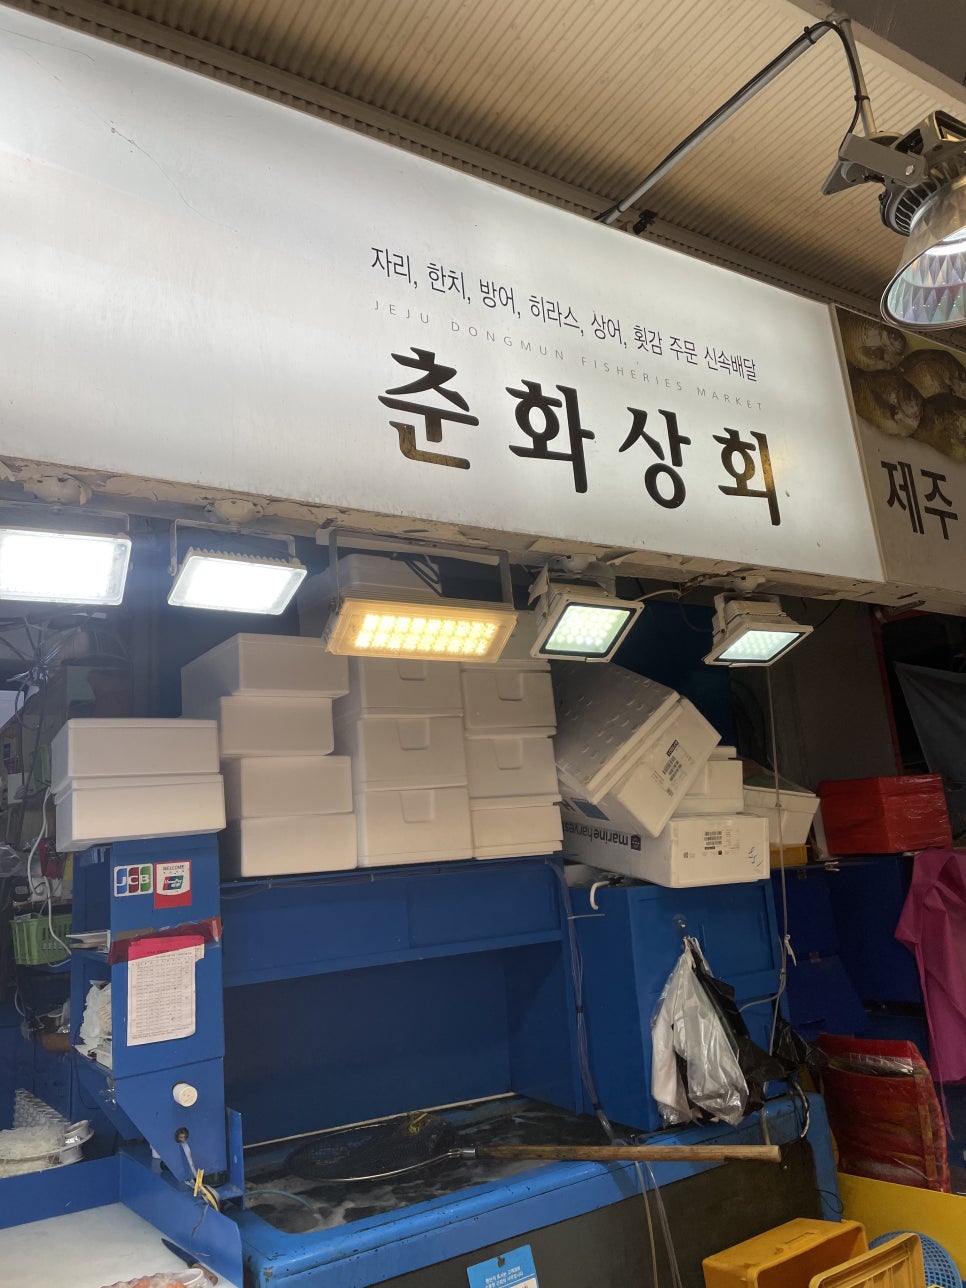 자리, 한치, 방어, 히라스, 상어, 횟감 주문 신속배달
JEJU DONGMUN FISHERIES MARKET
춘화상회
제주
marineharvest
JCB
WELCOME